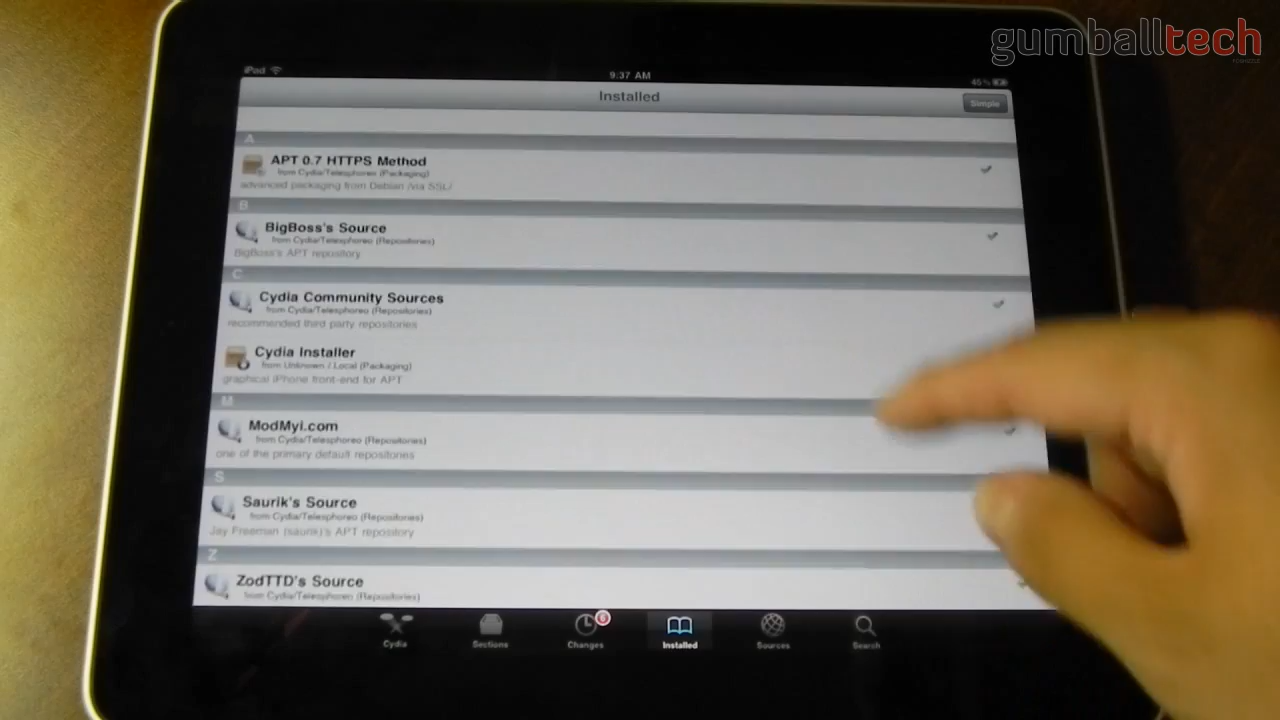 gumballtech
iPod
9:37 AM
45%
Installed
Simple
A
APT 0.7 HTTPS Method
from Cydia/Telesphoreo (Packaging)
advanced packaging from Debian /via SSL/
B
BigBoss's Source
from Cydia/Telesphoreo (Repositories)
BigBoss's APT repository
C
Cydia Community Sources
from Cydia/Telesphoreo (Repositories)
recommended third party repositories
Cydia Installer
from Unknown / Local (Packaging)
graphical iPhone front-end for APT
M
ModMyi.com
from Cydia/Telesphoreo (Repositories)
one of the primary default repositories
S
Saurik's Source
from Cydia/Telesphoreo (Repositories)
Jay Freeman (saurik)'s APT repository
Z
ZodTTD's Source
from Cydia/Telesphoreo (Repositories)
Cydia
Sections
Changes
6
Installed
Sources
Search